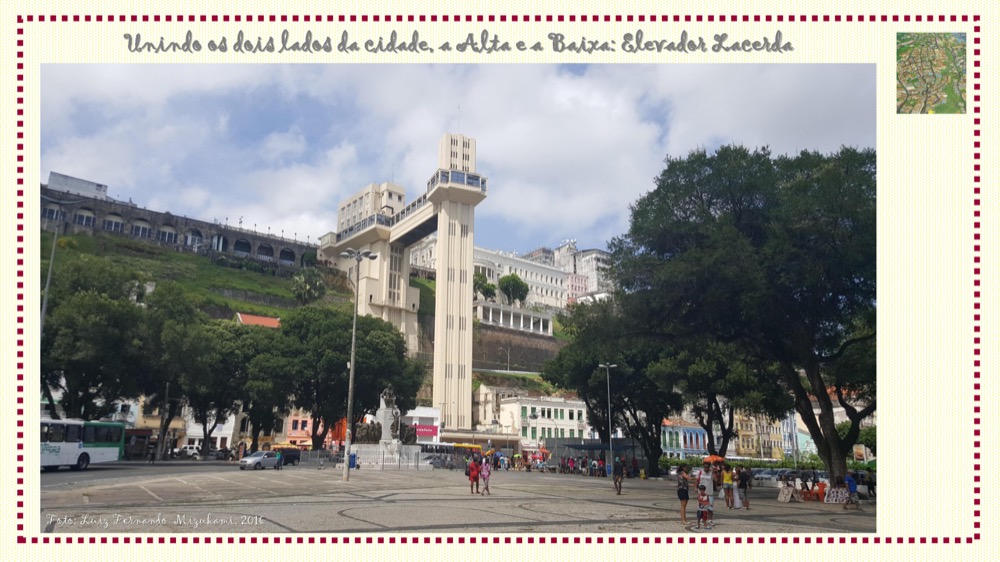 Unindo os dois lados da cidade, a Alta e a Baixa: Elevador Lacerda
Foto: Luiz Fernando Mizukami, 2016